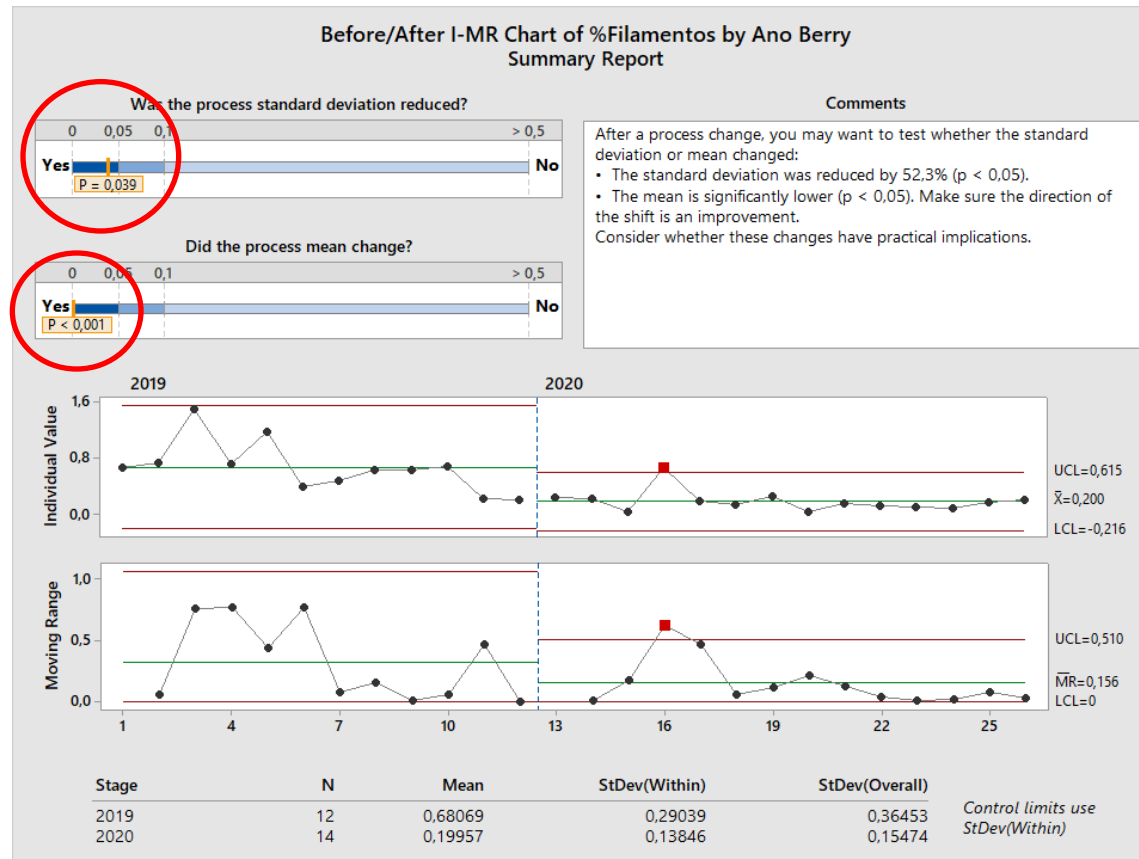 Before/After I-MR Chart of %Filamentos by Ano Berry
Summary Report
Was the process standard deviation reduced?
0 0,05 0,1 > 0,5
Yes No
P = 0,039
Did the process mean change?
0 0,05 0,1 > 0,5
Yes No
P < 0,001
Comments
After a process change, you may want to test whether the standard
deviation or mean changed:
• The standard deviation was reduced by 52,3% (p < 0,05).
• The mean is significantly lower (p < 0,05). Make sure the direction of
the shift is an improvement.
Consider whether these changes have practical implications.
2019 2020
Individual Value
1,6
0,8
0,0
UCL=0,615
X̄=0,200
LCL=-0,216
Moving Range
1,0
0,5
0,0
UCL=0,510
M̅R̅=0,156
LCL=0
1 4 7 10 13 16 19 22 25
Stage N Mean StDev(Within) StDev(Overall)
2019 12 0,68069 0,29039 0,36453
2020 14 0,19957 0,13846 0,15474
Control limits use
StDev(Within)